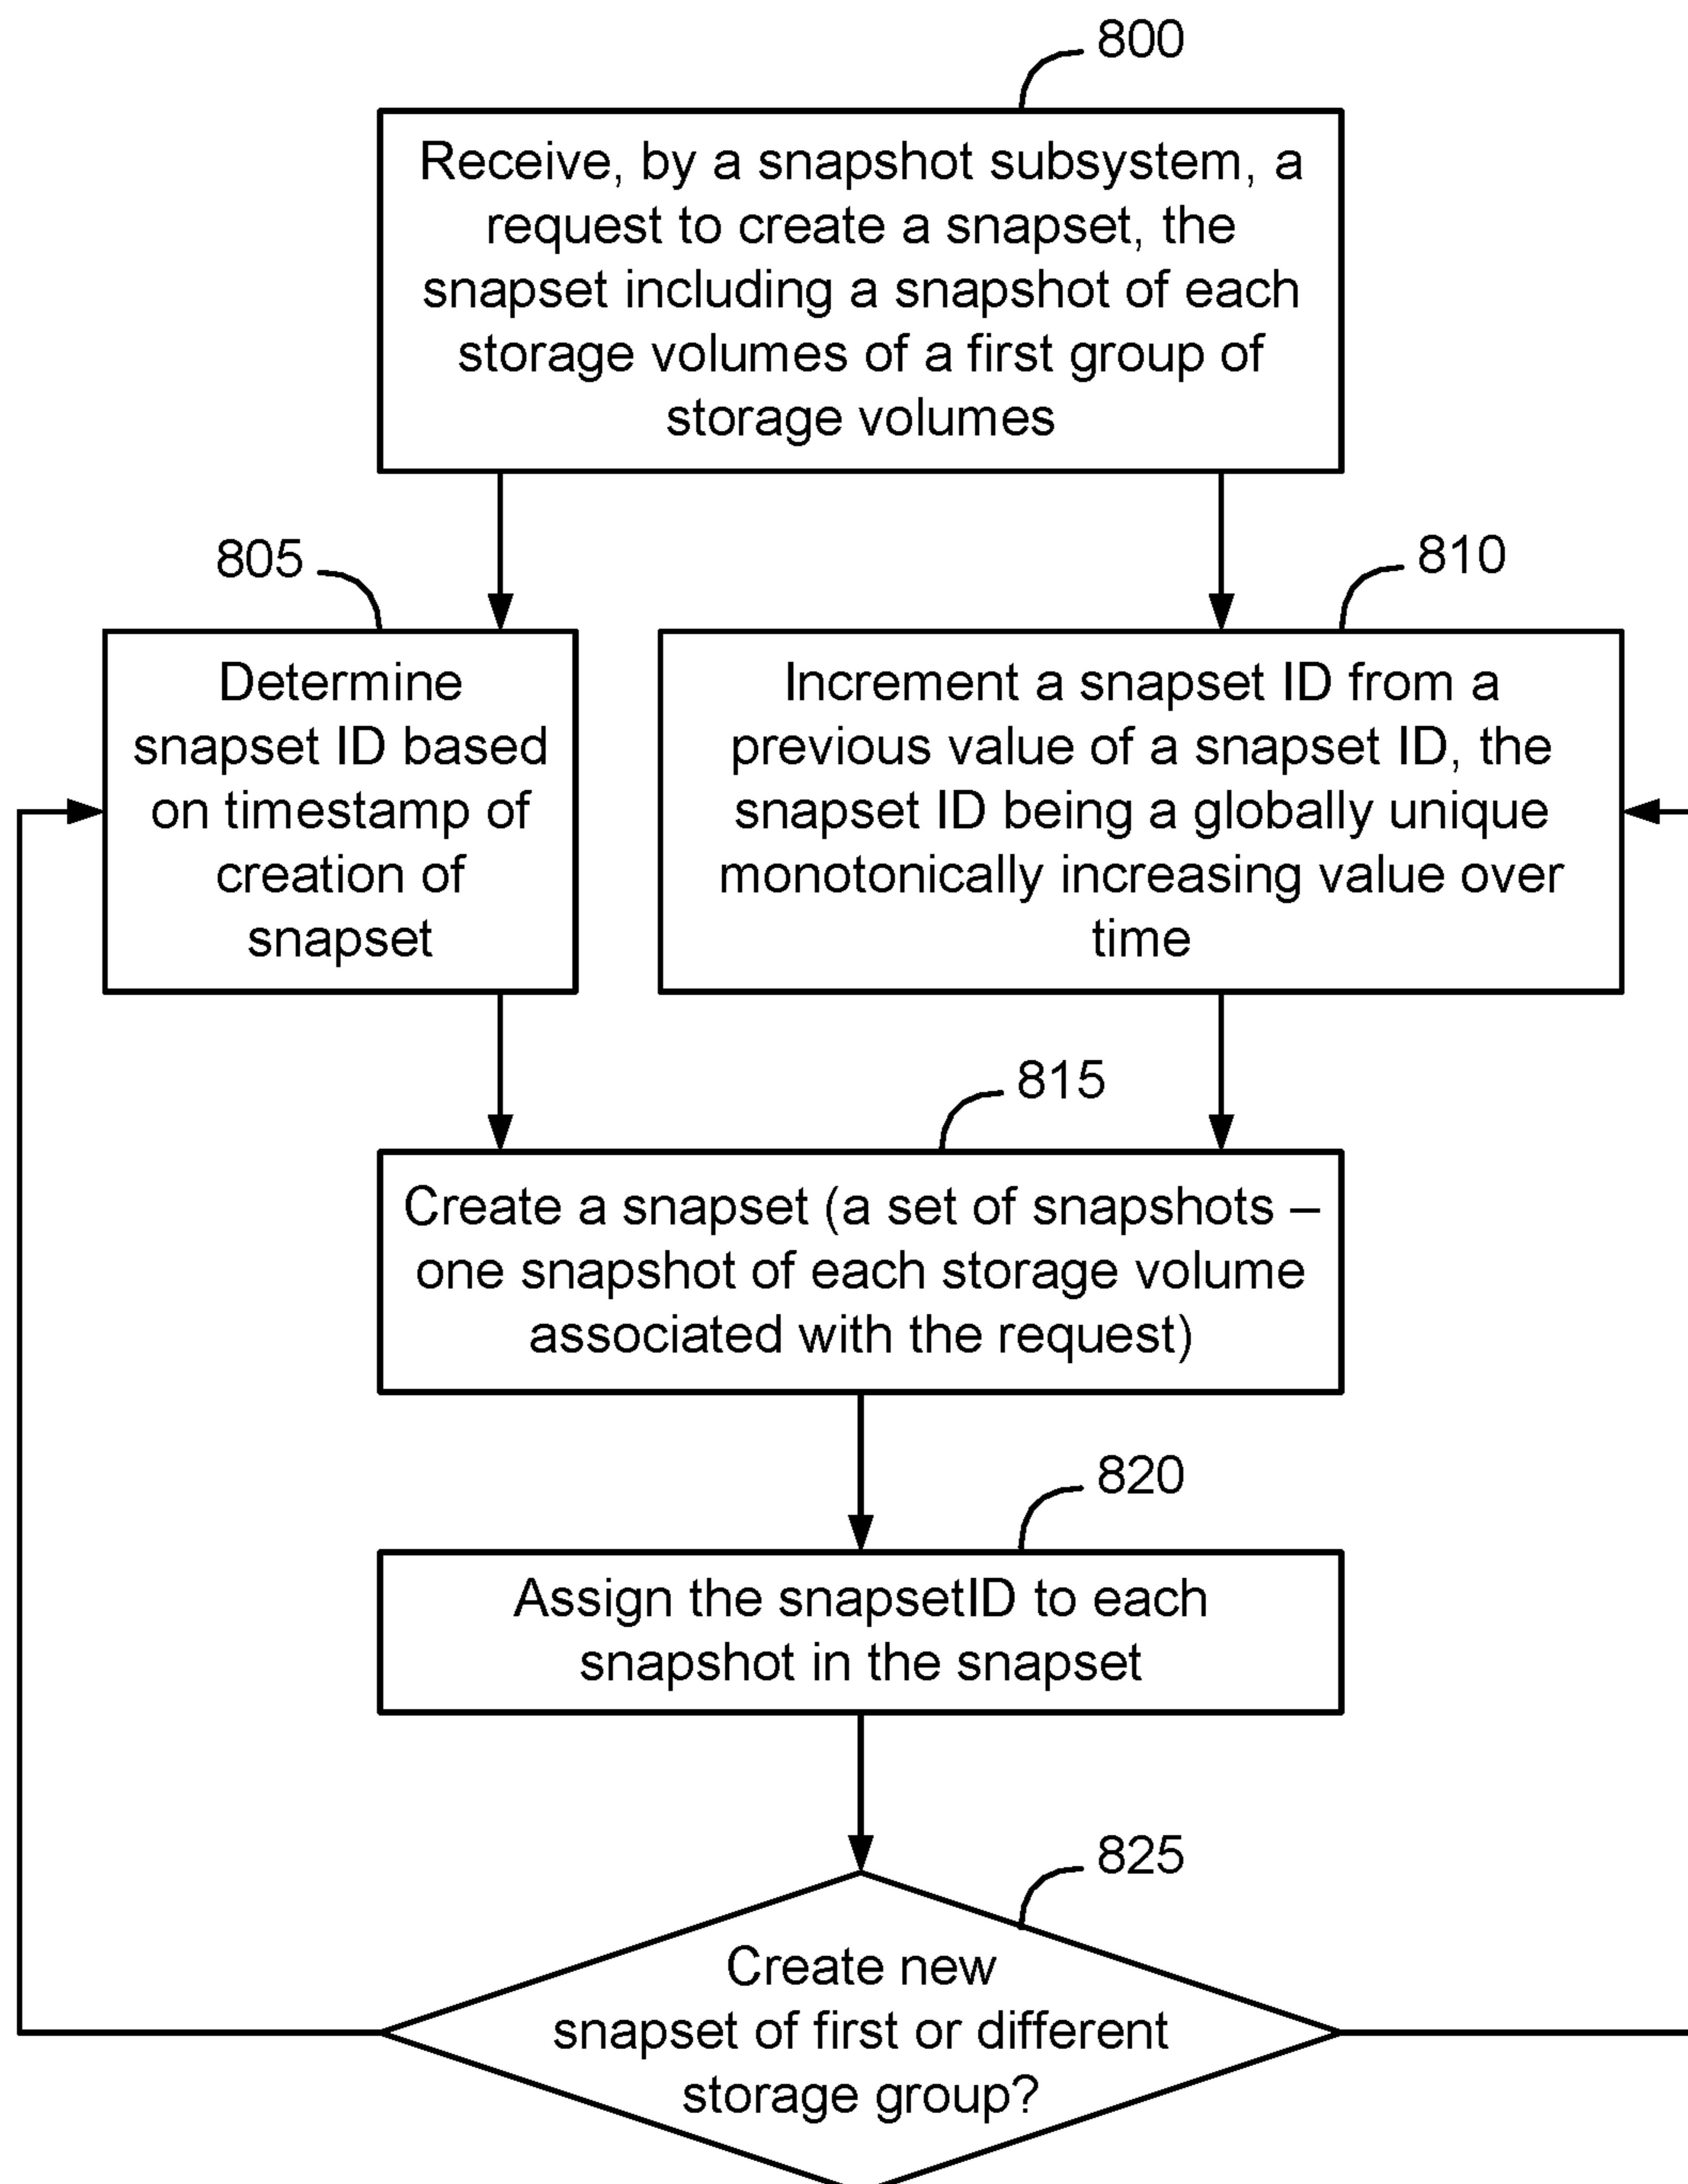 800
Receive, by a snapshot subsystem, a
request to create a snapset, the
snapset including a snapshot of each
storage volumes of a first group of
storage volumes
805
810
Determine
snapset ID based
on timestamp of
creation of
snapset
Increment a snapset ID from a
previous value of a snapset ID, the
snapset ID being a globally unique
monotonically increasing value over
time
815
Create a snapset (a set of snapshots –
one snapshot of each storage volume
associated with the request)
820
Assign the snapsetID to each
snapshot in the snapset
825
Create new
snapset of first or different
storage group?